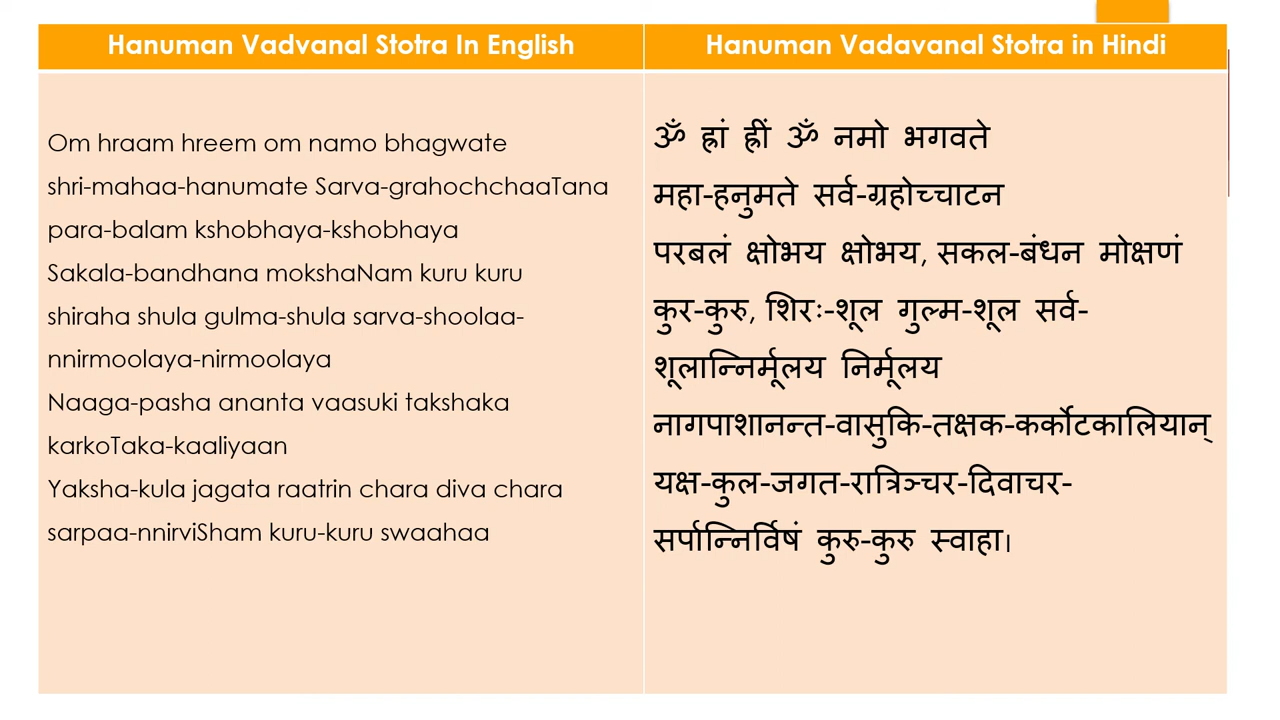 Hanuman Vadvanal Stotra In English
Om hraam hreem om namo bhagwate
shri-mahaa-hanumate Sarva-grahochchaaTana
para-balam kshobhaya-kshobhaya
Sakala-bandhana mokshaNam kuru kuru
shiraha shula gulma-shula sarva-shoolaa-
nnirmoolaya-nirmoolaya
Naaga-pasha ananta vaasuki takshaka
karkoTaka-kaaliyaan
Yaksha-kula jagata raatrin chara diva chara
sarpaa-nnirviSham kuru-kuru swaahaa
Hanuman Vadavanal Stotra in Hindi
ॐ ह्रां ह्रीं ॐ नमो भगवते
महा-हनुमते सर्व-ग्रहोच्चाटन
परबलं क्षोभय क्षोभय, सकल-बंधन मोक्षणं
कुर-कुरु, शिरः-शूल गुल्म-शूल सर्व-
शूलान्निर्मूलय निर्मूलय
नागपाशानन्त-वासुकि-तक्षक-कर्कोटकालियान्
यक्ष-कुल-जगत-रात्रिञ्चर-दिवाचर-
सर्पान्निर्विषं कुरु-कुरु स्वाहा।